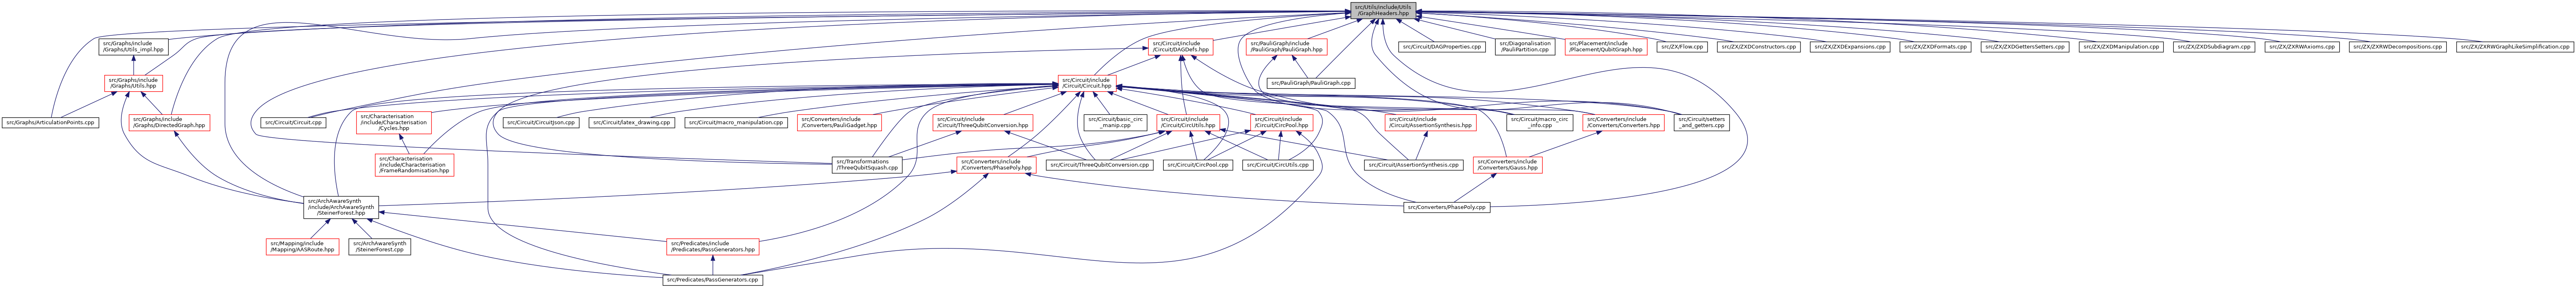 src/Utils/include/Utils
/GraphHeaders.hpp
src/Graphs/include
/Graphs/Utils_impl.hpp
src/Circuit/include
/Circuit/DAGDefs.hpp
src/PauliGraph/include
/PauliGraph/PauliGraph.hpp
src/Circuit/DAGProperties.cpp
src/Diagonalisation
/PauliPartition.cpp
src/Placement/include
/Placement/QubitGraph.hpp
src/ZX/Flow.cpp
src/ZX/ZXDConstructors.cpp
src/ZX/ZXDExpansions.cpp
src/ZX/ZXDFormats.cpp
src/ZX/ZXDGettersSetters.cpp
src/ZX/ZXDManipulation.cpp
src/ZX/ZXDSubdiagram.cpp
src/ZX/ZXRWAxioms.cpp
src/ZX/ZXRWDecompositions.cpp
src/ZX/ZXRWGraphLikeSimplification.cpp
src/Graphs/include
/Graphs/Utils.hpp
src/Circuit/include
/Circuit/Circuit.hpp
src/PauliGraph/PauliGraph.cpp
src/Graphs/ArticulationPoints.cpp
src/Graphs/include
/Graphs/DirectedGraph.hpp
src/Circuit/Circuit.cpp
src/Characterisation
/include/Characterisation
/Cycles.hpp
src/Circuit/CircuitJson.cpp
src/Circuit/latex_drawing.cpp
src/Circuit/macro_manipulation.cpp
src/Converters/include
/Converters/PauliGadget.hpp
src/Circuit/include
/Circuit/ThreeQubitConversion.hpp
src/Circuit/basic_circ
_manip.cpp
src/Circuit/include
/Circuit/CircUtils.hpp
src/Circuit/include
/Circuit/CircPool.hpp
src/Circuit/include
/Circuit/AssertionSynthesis.hpp
src/Circuit/macro_circ
_info.cpp
src/Converters/include
/Converters/Converters.hpp
src/Circuit/setters
_and_getters.cpp
src/Characterisation
/include/Characterisation
/FrameRandomisation.hpp
src/Transformations
/ThreeQubitSquash.cpp
src/Converters/include
/Converters/PhasePoly.hpp
src/Circuit/ThreeQubitConversion.cpp
src/Circuit/CircPool.cpp
src/Circuit/CircUtils.cpp
src/Circuit/AssertionSynthesis.cpp
src/Converters/include
/Converters/Gauss.hpp
src/ArchAwareSynth
/include/ArchAwareSynth
/SteinerForest.hpp
src/Converters/PhasePoly.cpp
src/Mapping/include
/Mapping/AASRoute.hpp
src/ArchAwareSynth
/SteinerForest.cpp
src/Predicates/include
/Predicates/PassGenerators.hpp
src/Predicates/PassGenerators.cpp